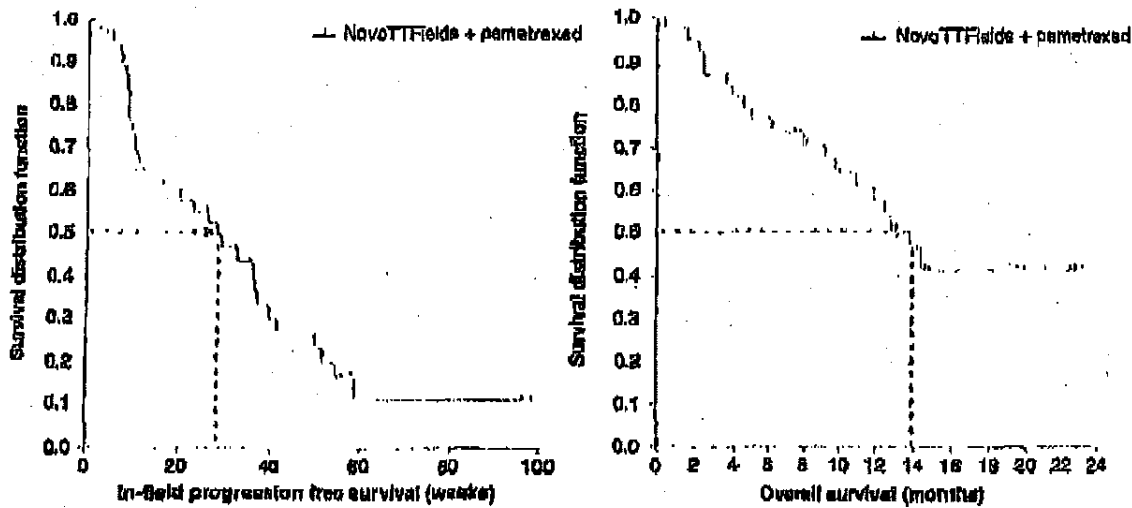 NovoTTFields + pemetrexed
Survival distribution function
1.0
0.9
0.8
0.7
0.6
0.5
0.4
0.3
0.2
0.1
0.0
0 20 40 60 80 100
In-field progression free survival (weeks)
NovoTTFields + pemetrexed
Survival distribution function
1.0
0.9
0.8
0.7
0.6
0.5
0.4
0.3
0.2
0.1
0.0
0 2 4 6 8 10 12 14 16 18 20 22 24
Overall survival (months)